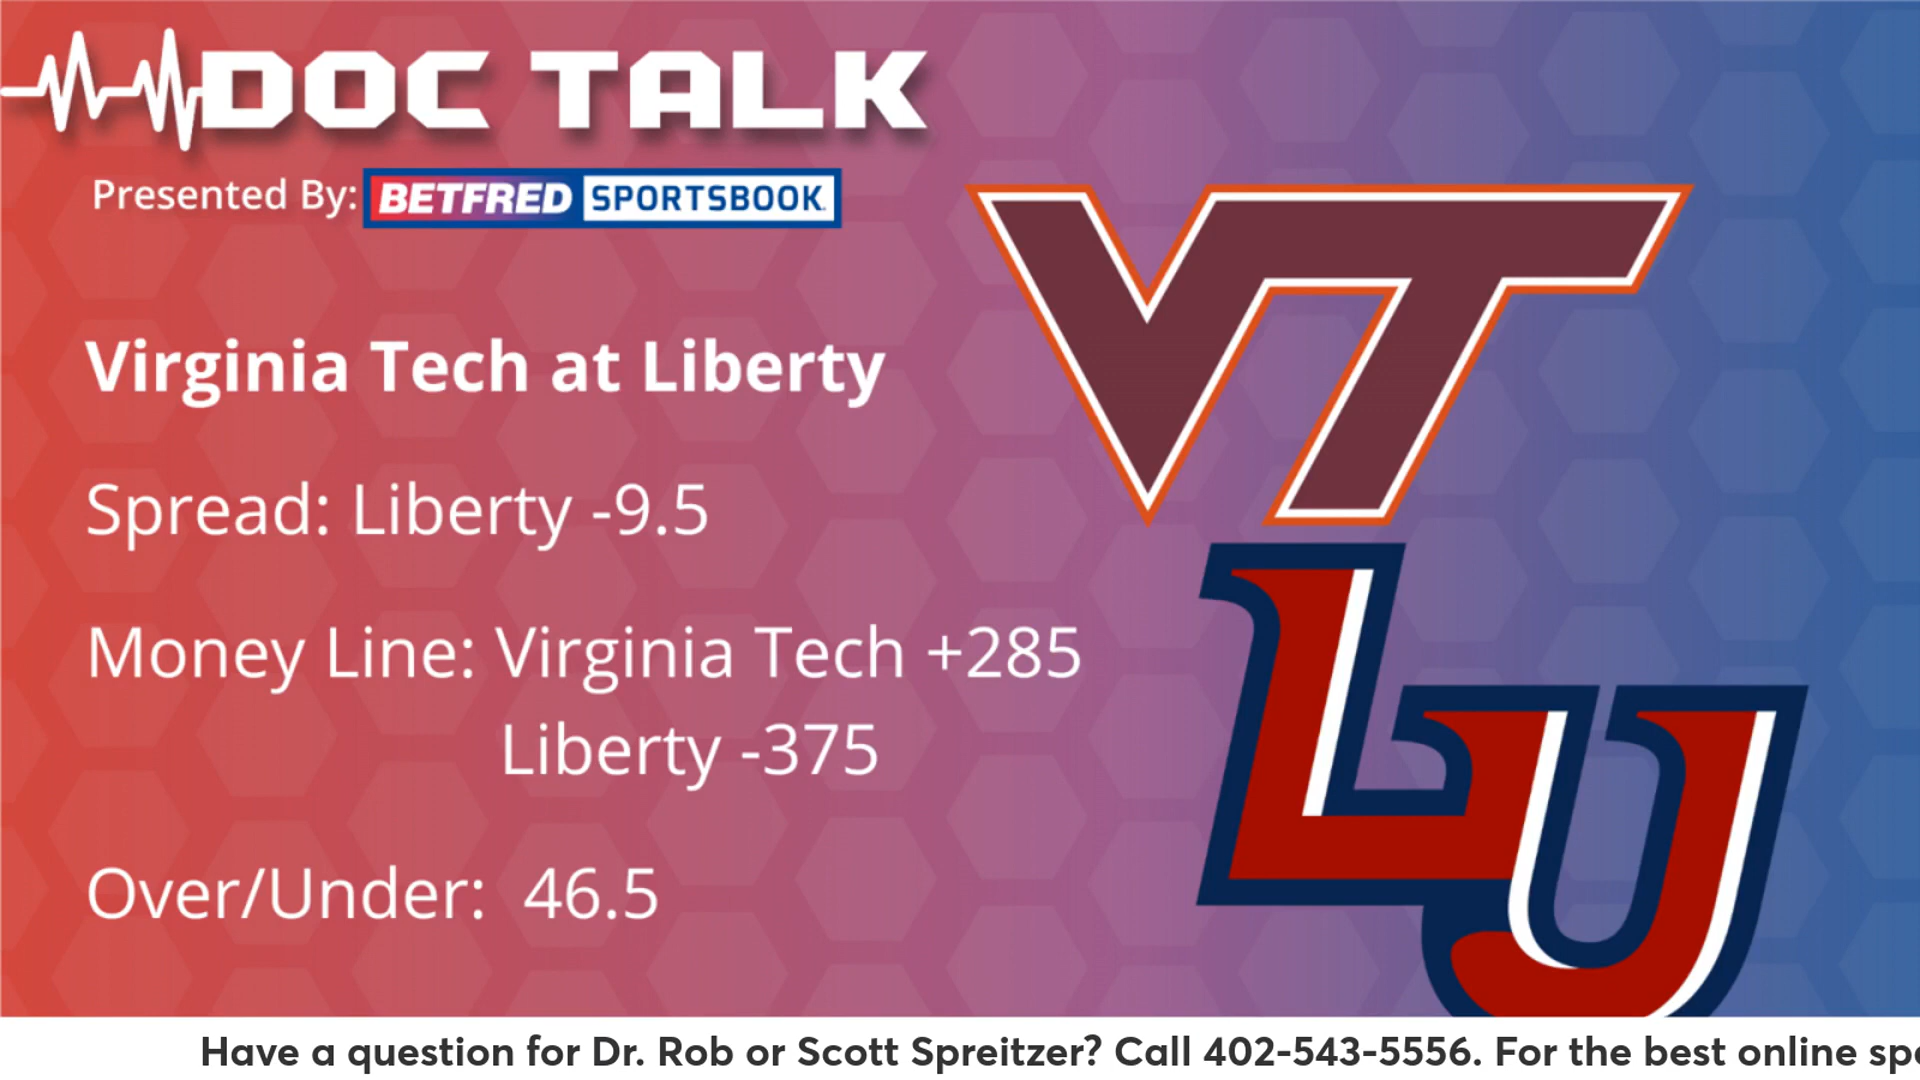 DOC TALK
Presented By: BETFRED SPORTSBOOK
VT
Virginia Tech at Liberty
Spread: Liberty -9.5
Money Line: Virginia Tech +285
Liberty -375
Over/Under: 46.5
LU
Have a question for Dr. Rob or Scott Spreitzer? Call 402-543-5556. For the best online